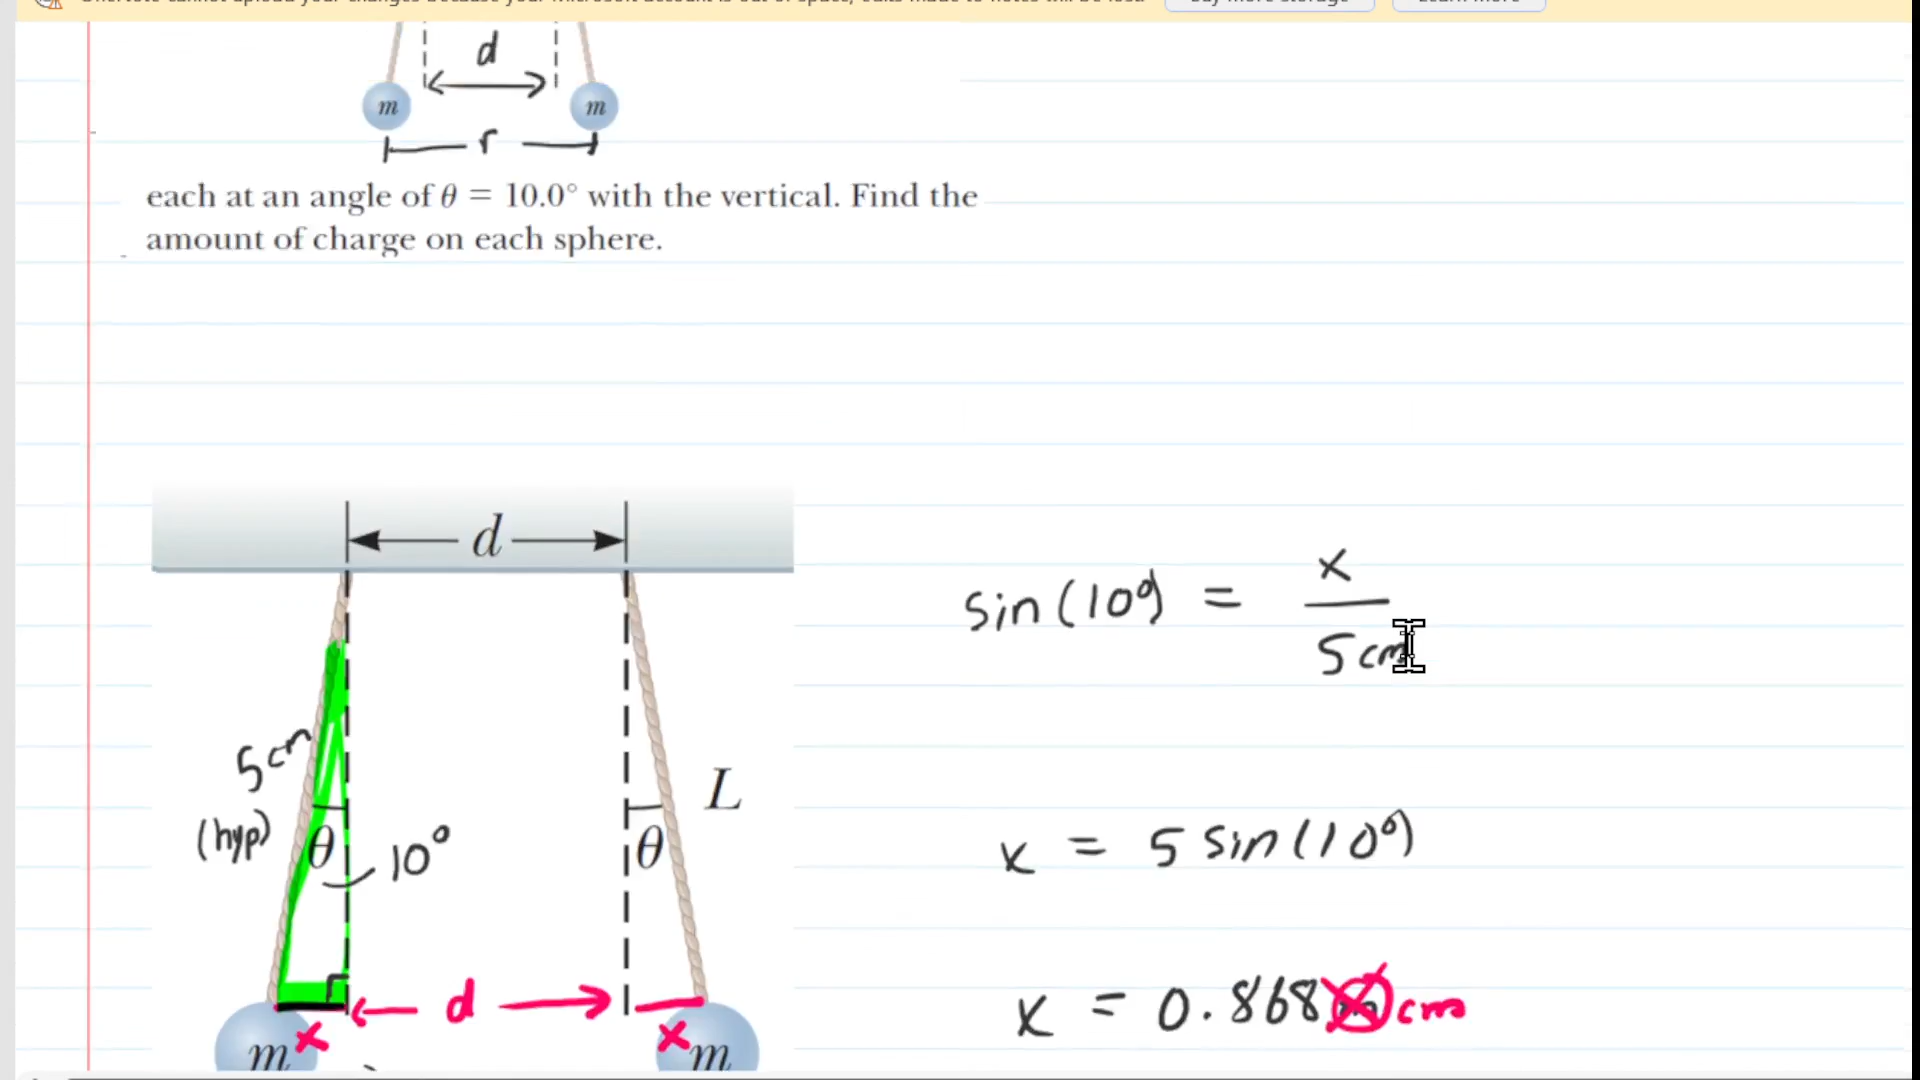 d
m m
r
each at an angle of θ = 10.0° with the vertical. Find the
amount of charge on each sphere.
d
sin(10°) = x / 5cm
5cm
L
(hyp) θ 10° θ
x = 5 sin(10°)
d
x = 0.868 cm
x x
m m